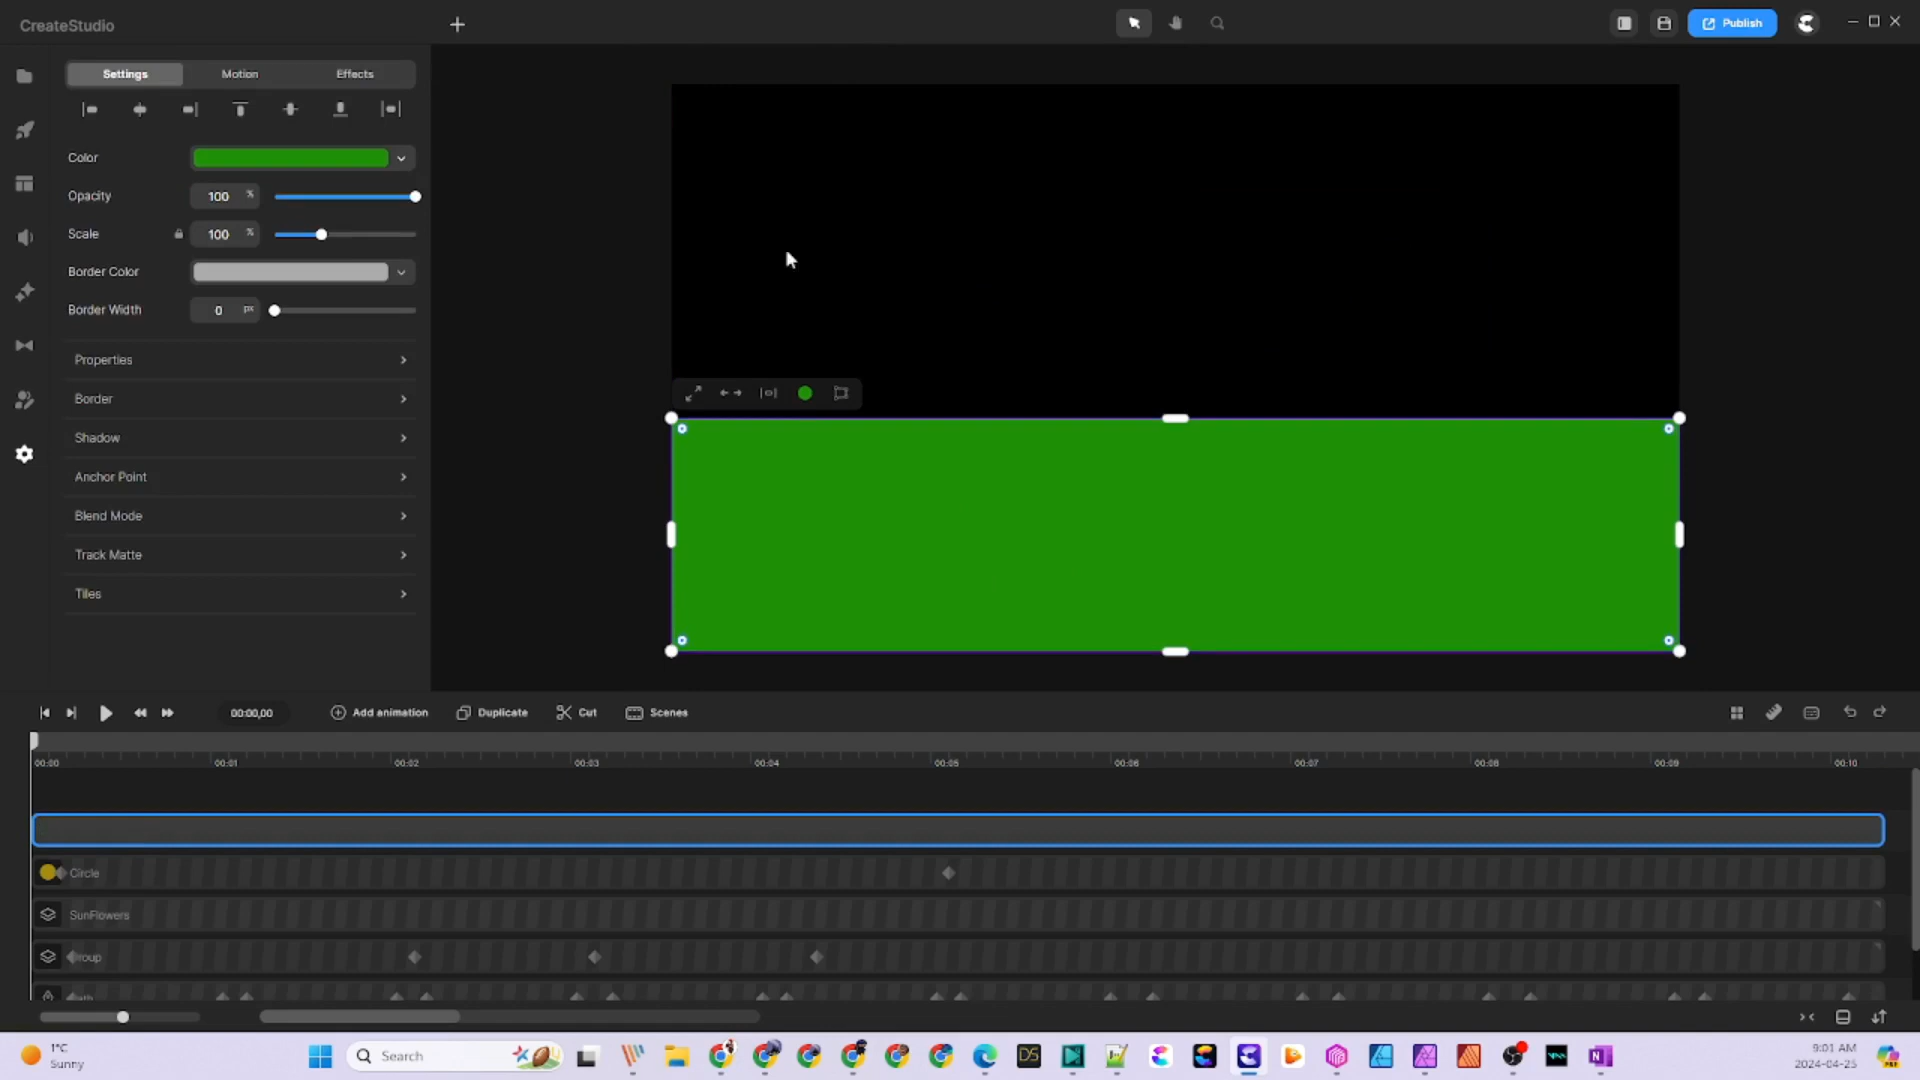 CreateStudio
Publish
Settings Motion Effects
Color
Opacity 100 %
Scale 100 %
Border Color
Border Width 0 px
Properties
Border
Shadow
Anchor Point
Blend Mode
Track Matte
Tiles
00:00,00 Add animation Duplicate Cut Scenes
00:00 00:01 00:02 00:03 00:04 00:05 00:06 00:07 00:08 00:09 00:10
Circle
SunFlowers
1°C
Sunny
Search
DS
9:01 AM
2024-04-25